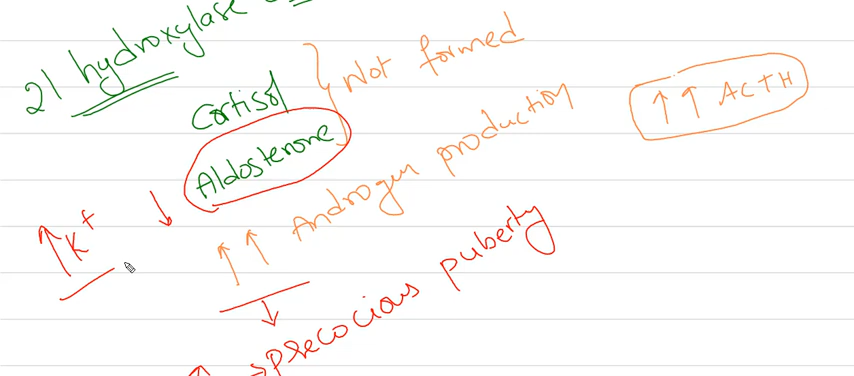 21 hydroxylase
Cortisol
Aldosterone
Not formed
↑↑ ACTH
↑K+
↓
↑↑ Androgen production
↓
precocious puberty